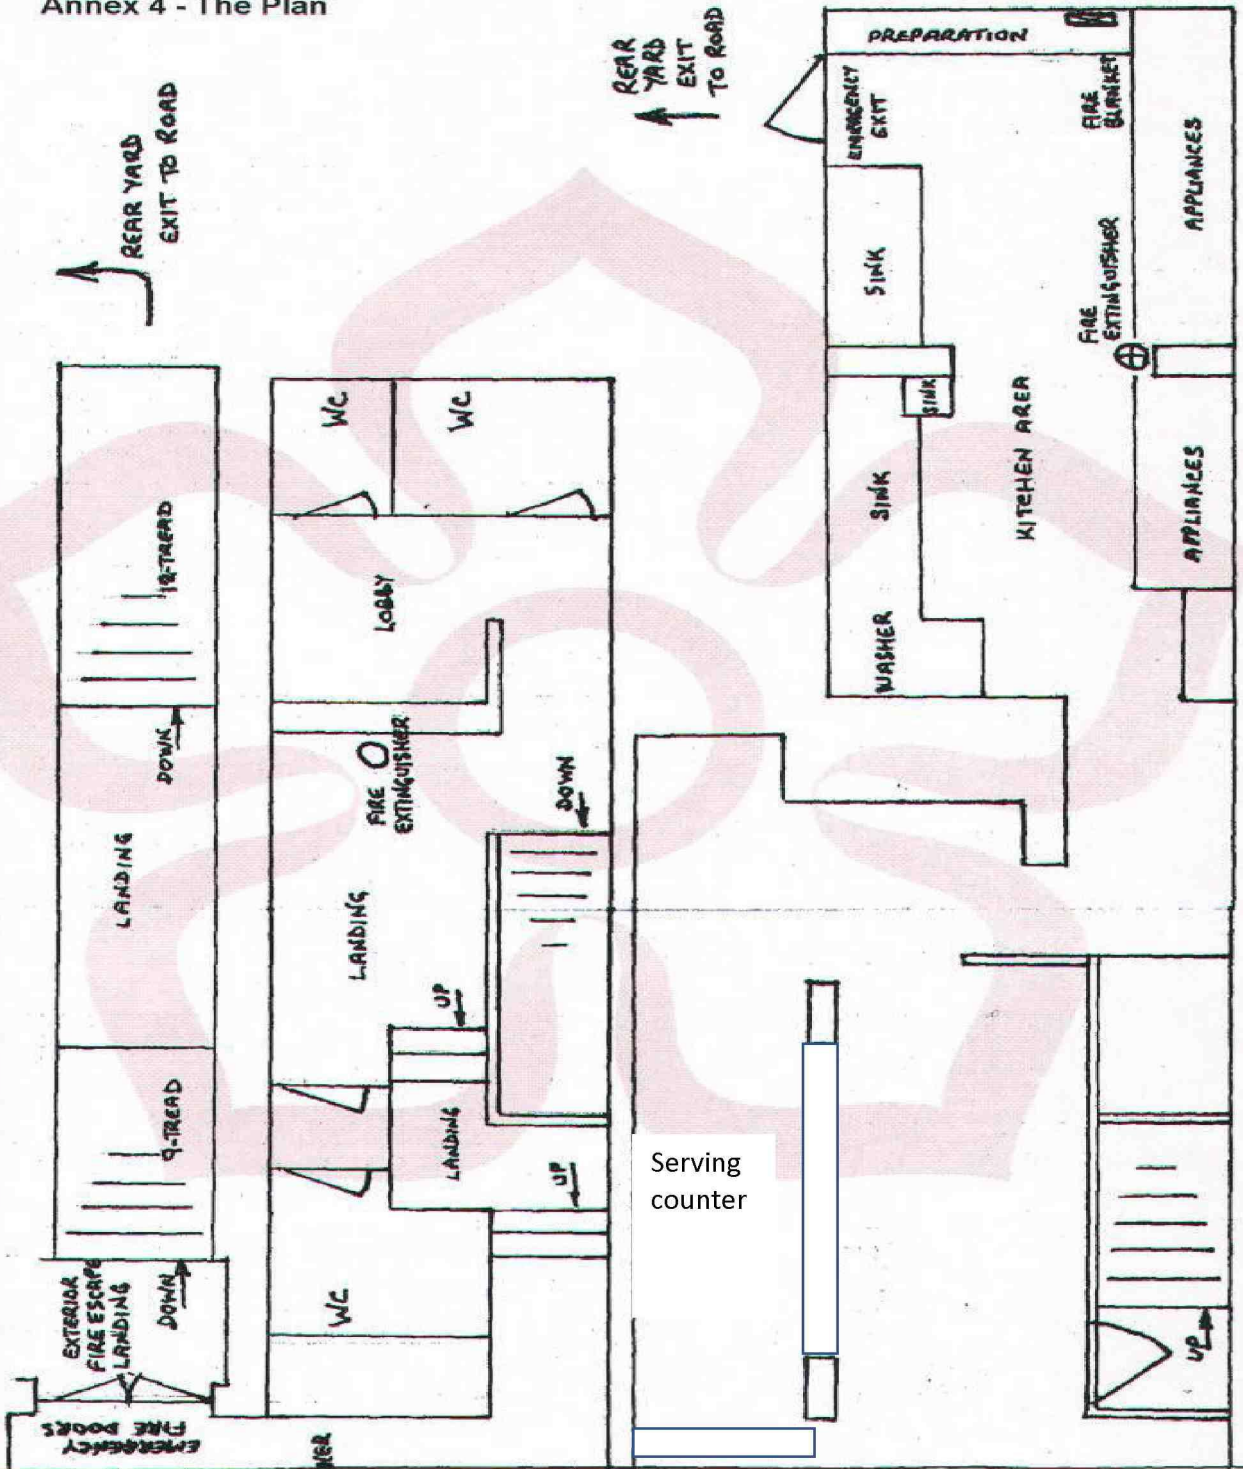 Annex 4 - The Plan
REAR YARD
EXIT TO ROAD
12-TREAD
DOWN
LANDING
9-TREAD
DOWN
EXTERIOR
FIRE ESCAPE
LANDING
EMERGENCY
FIRE DOORS
WC
WC
LOBBY
FIRE
EXTINGUISHER
DOWN
LANDING
UP
LANDING
UP
WC
REAR
YARD
EXIT
TO ROAD
PREPARATION
EMERGENCY
EXIT
FIRE
BLANKET
APPLIANCES
SINK
FIRE
EXTINGUISHER
SINK
SINK
KITCHEN AREA
APPLIANCES
WASHER
Serving
counter
UP